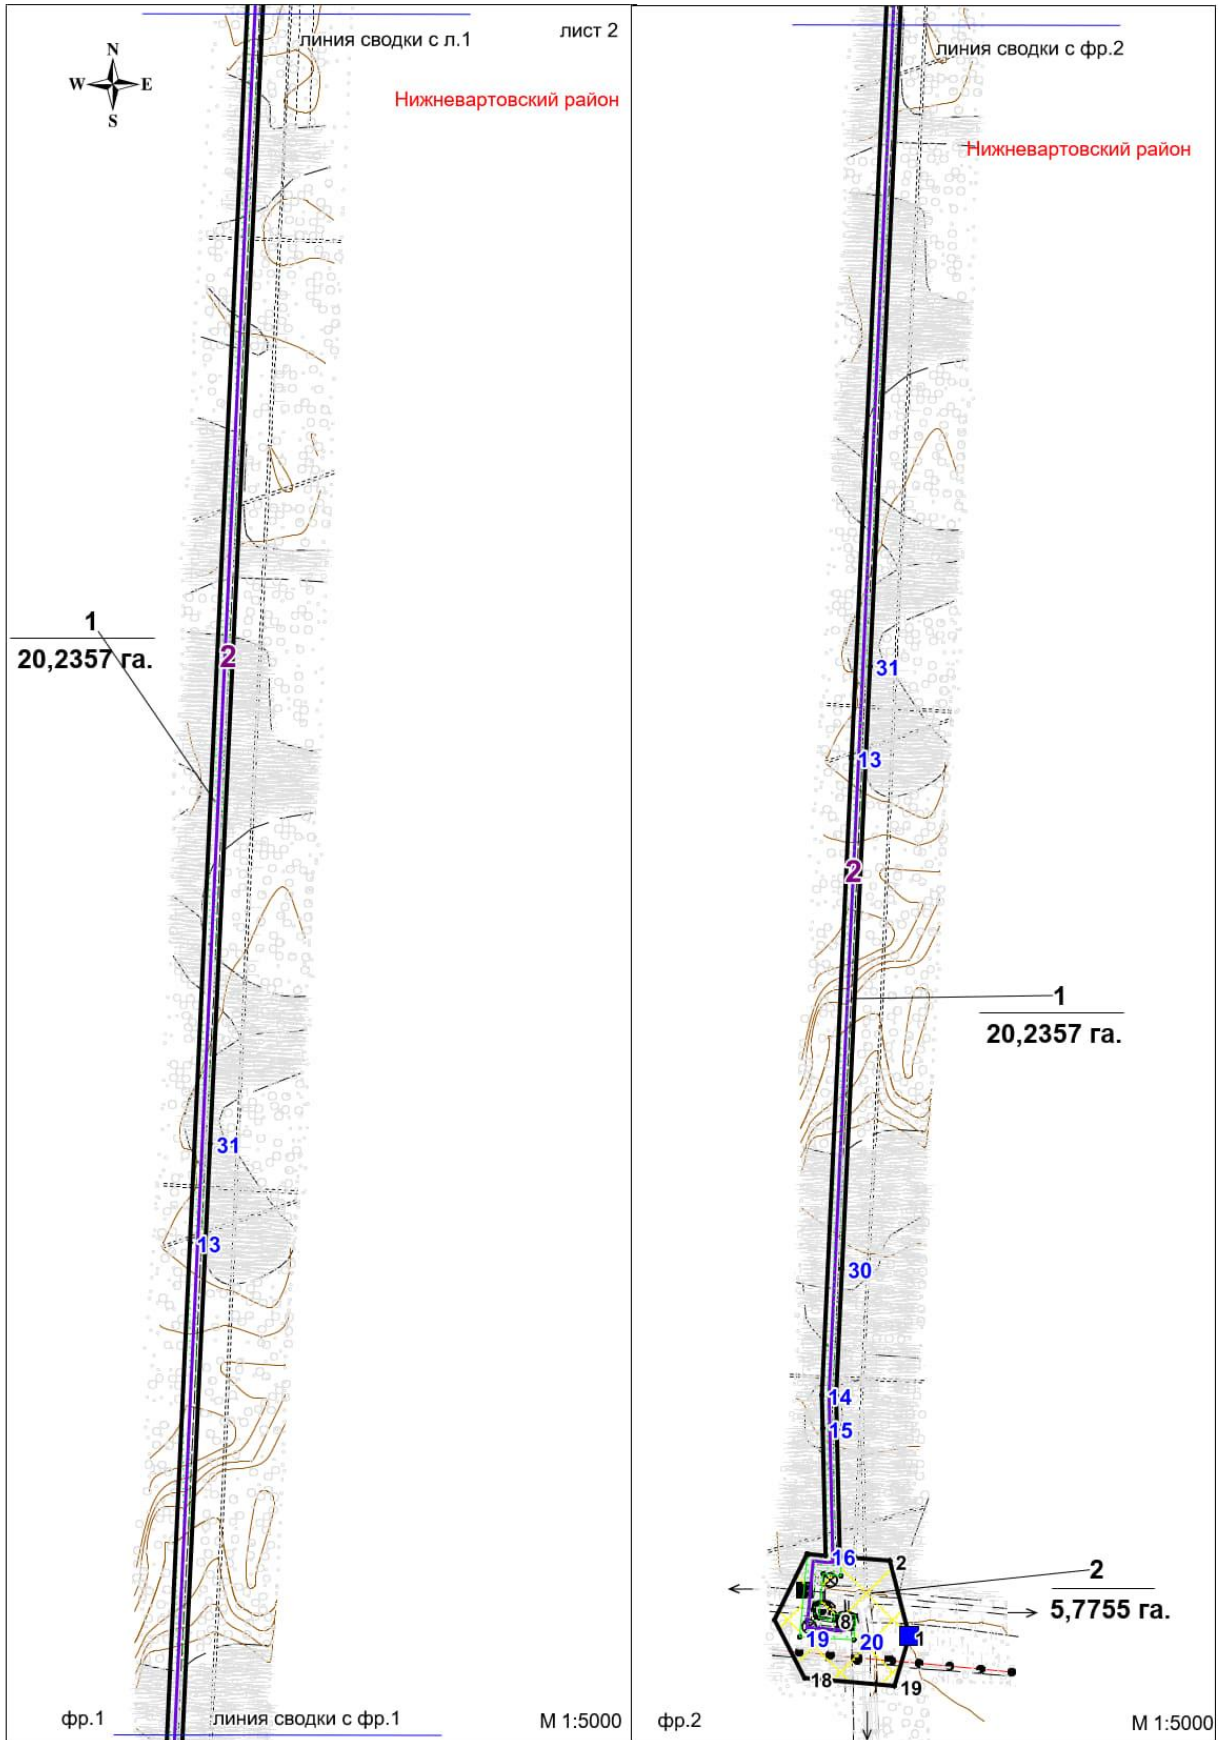 линия сводки с л.1
лист 2
N
W E
S
Нижневартовский район
1
20,2357 га.
2
31
13
фр.1
линия сводки с фр.1
М 1:5000
линия сводки с фр.2
Нижневартовский район
31
13
2
1
20,2357 га.
30
14
15
16
2
2
5,7755 га.
8
19
20
1
18
19
фр.2
М 1:5000